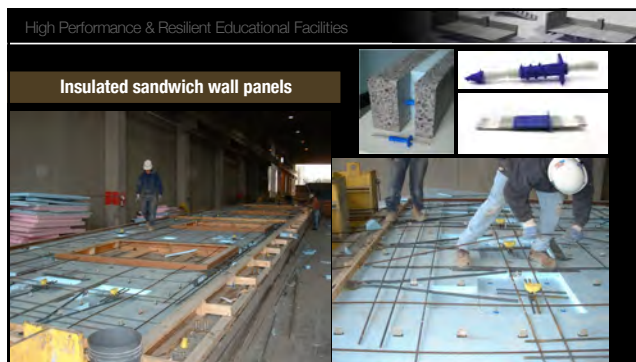 High Performance & Resilient Educational Facilities
Insulated sandwich wall panels